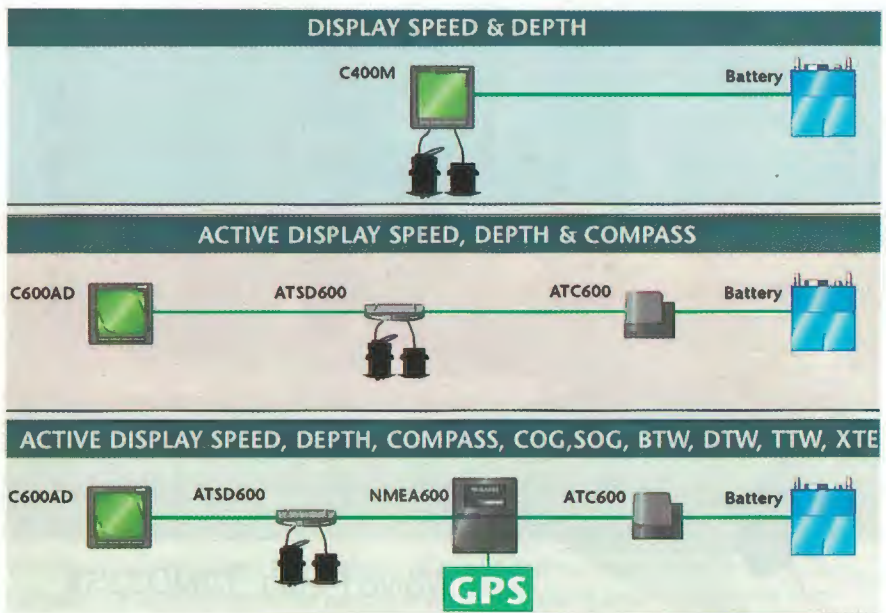 DISPLAY SPEED & DEPTH
C400M Battery
ACTIVE DISPLAY SPEED, DEPTH & COMPASS
C600AD ATSD600 ATC600 Battery
ACTIVE DISPLAY SPEED, DEPTH, COMPASS, COG,SOG, BTW, DTW, TTW, XTE
C600AD ATSD600 NMEA600 ATC600 Battery
GPS